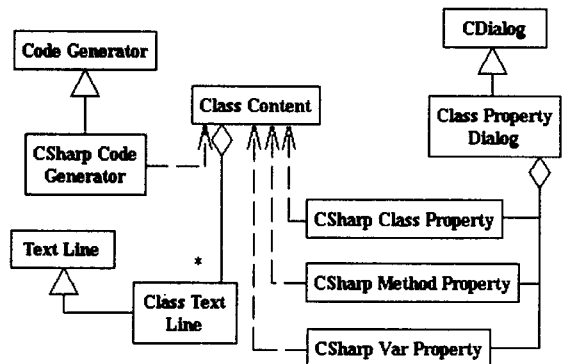 CDialog
Code Generator
Class Content
Class Property
Dialog
CSharp Code
Generator
CSharp Class Property
Text Line
*
CSharp Method Property
Class Text
Line
CSharp Var Property